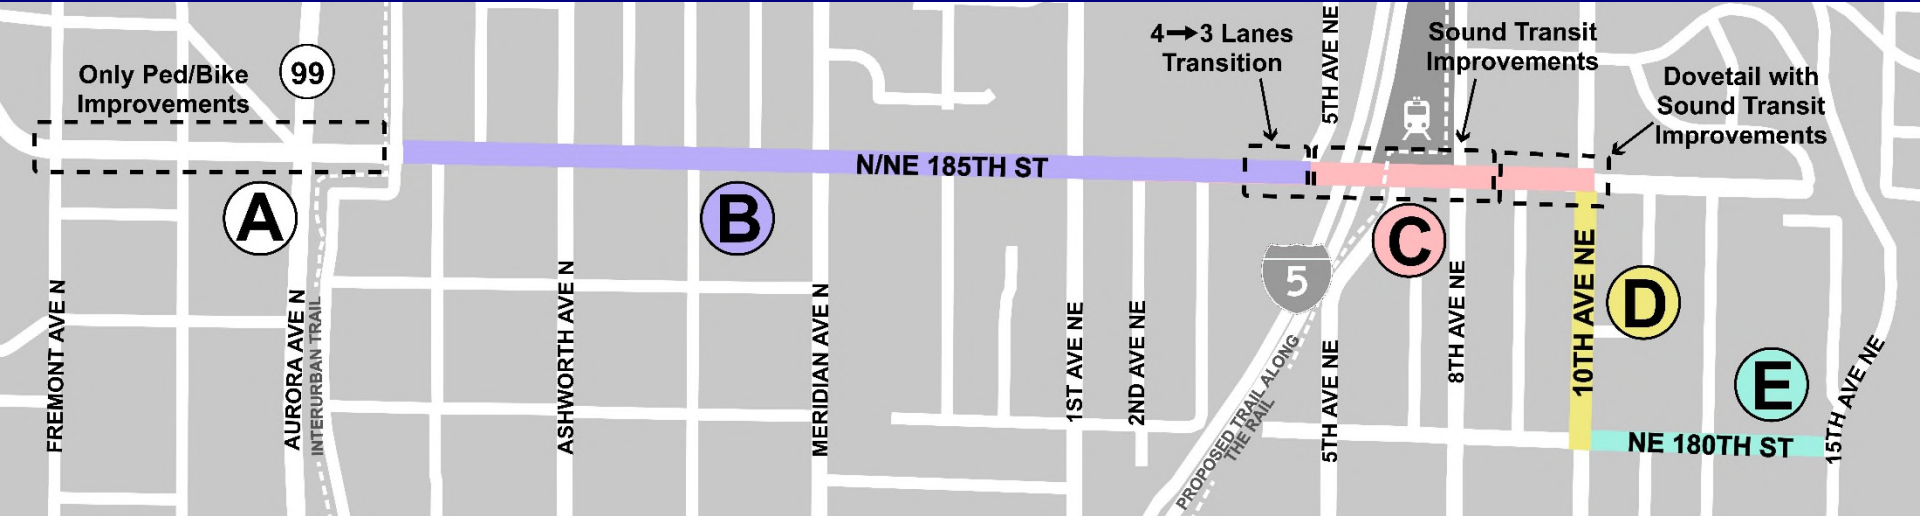 Only Ped/Bike
Improvements
99
4→3 Lanes
Transition
5TH AVE NE
Sound Transit
Improvements
Dovetail with
Sound Transit
Improvements
N/NE 185TH ST
A
B
C
D
E
5
FREMONT AVE N
AURORA AVE N
INTERURBAN TRAIL
ASHWORTH AVE N
MERIDIAN AVE N
1ST AVE NE
2ND AVE NE
PROPOSED TRAIL ALONG
THE RAIL
5TH AVE NE
8TH AVE NE
10TH AVE NE
NE 180TH ST
15TH AVE NE